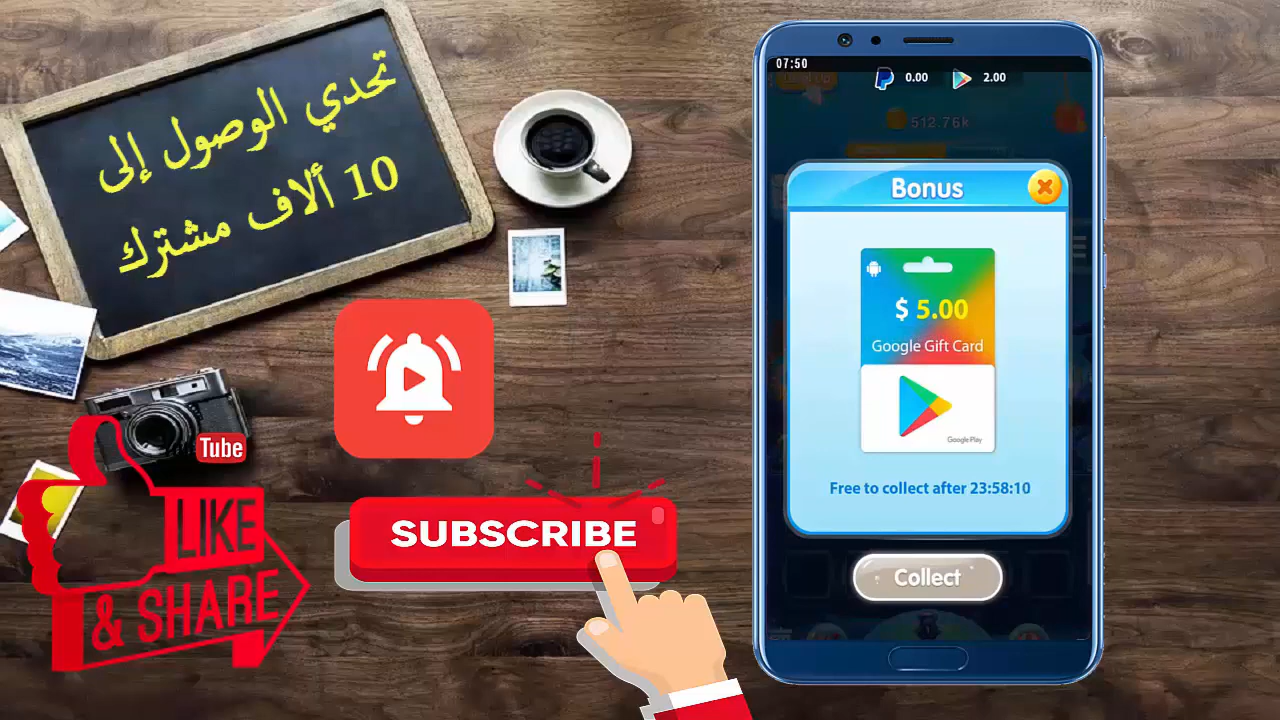 تحدي الوصول إلى
10 ألاف مشترك
Tube
LIKE
& SHARE
SUBSCRIBE
07:50
0.00
2.00
512.76k
Bonus
$ 5.00
Google Gift Card
Google Play
Free to collect after 23:58:10
Collect